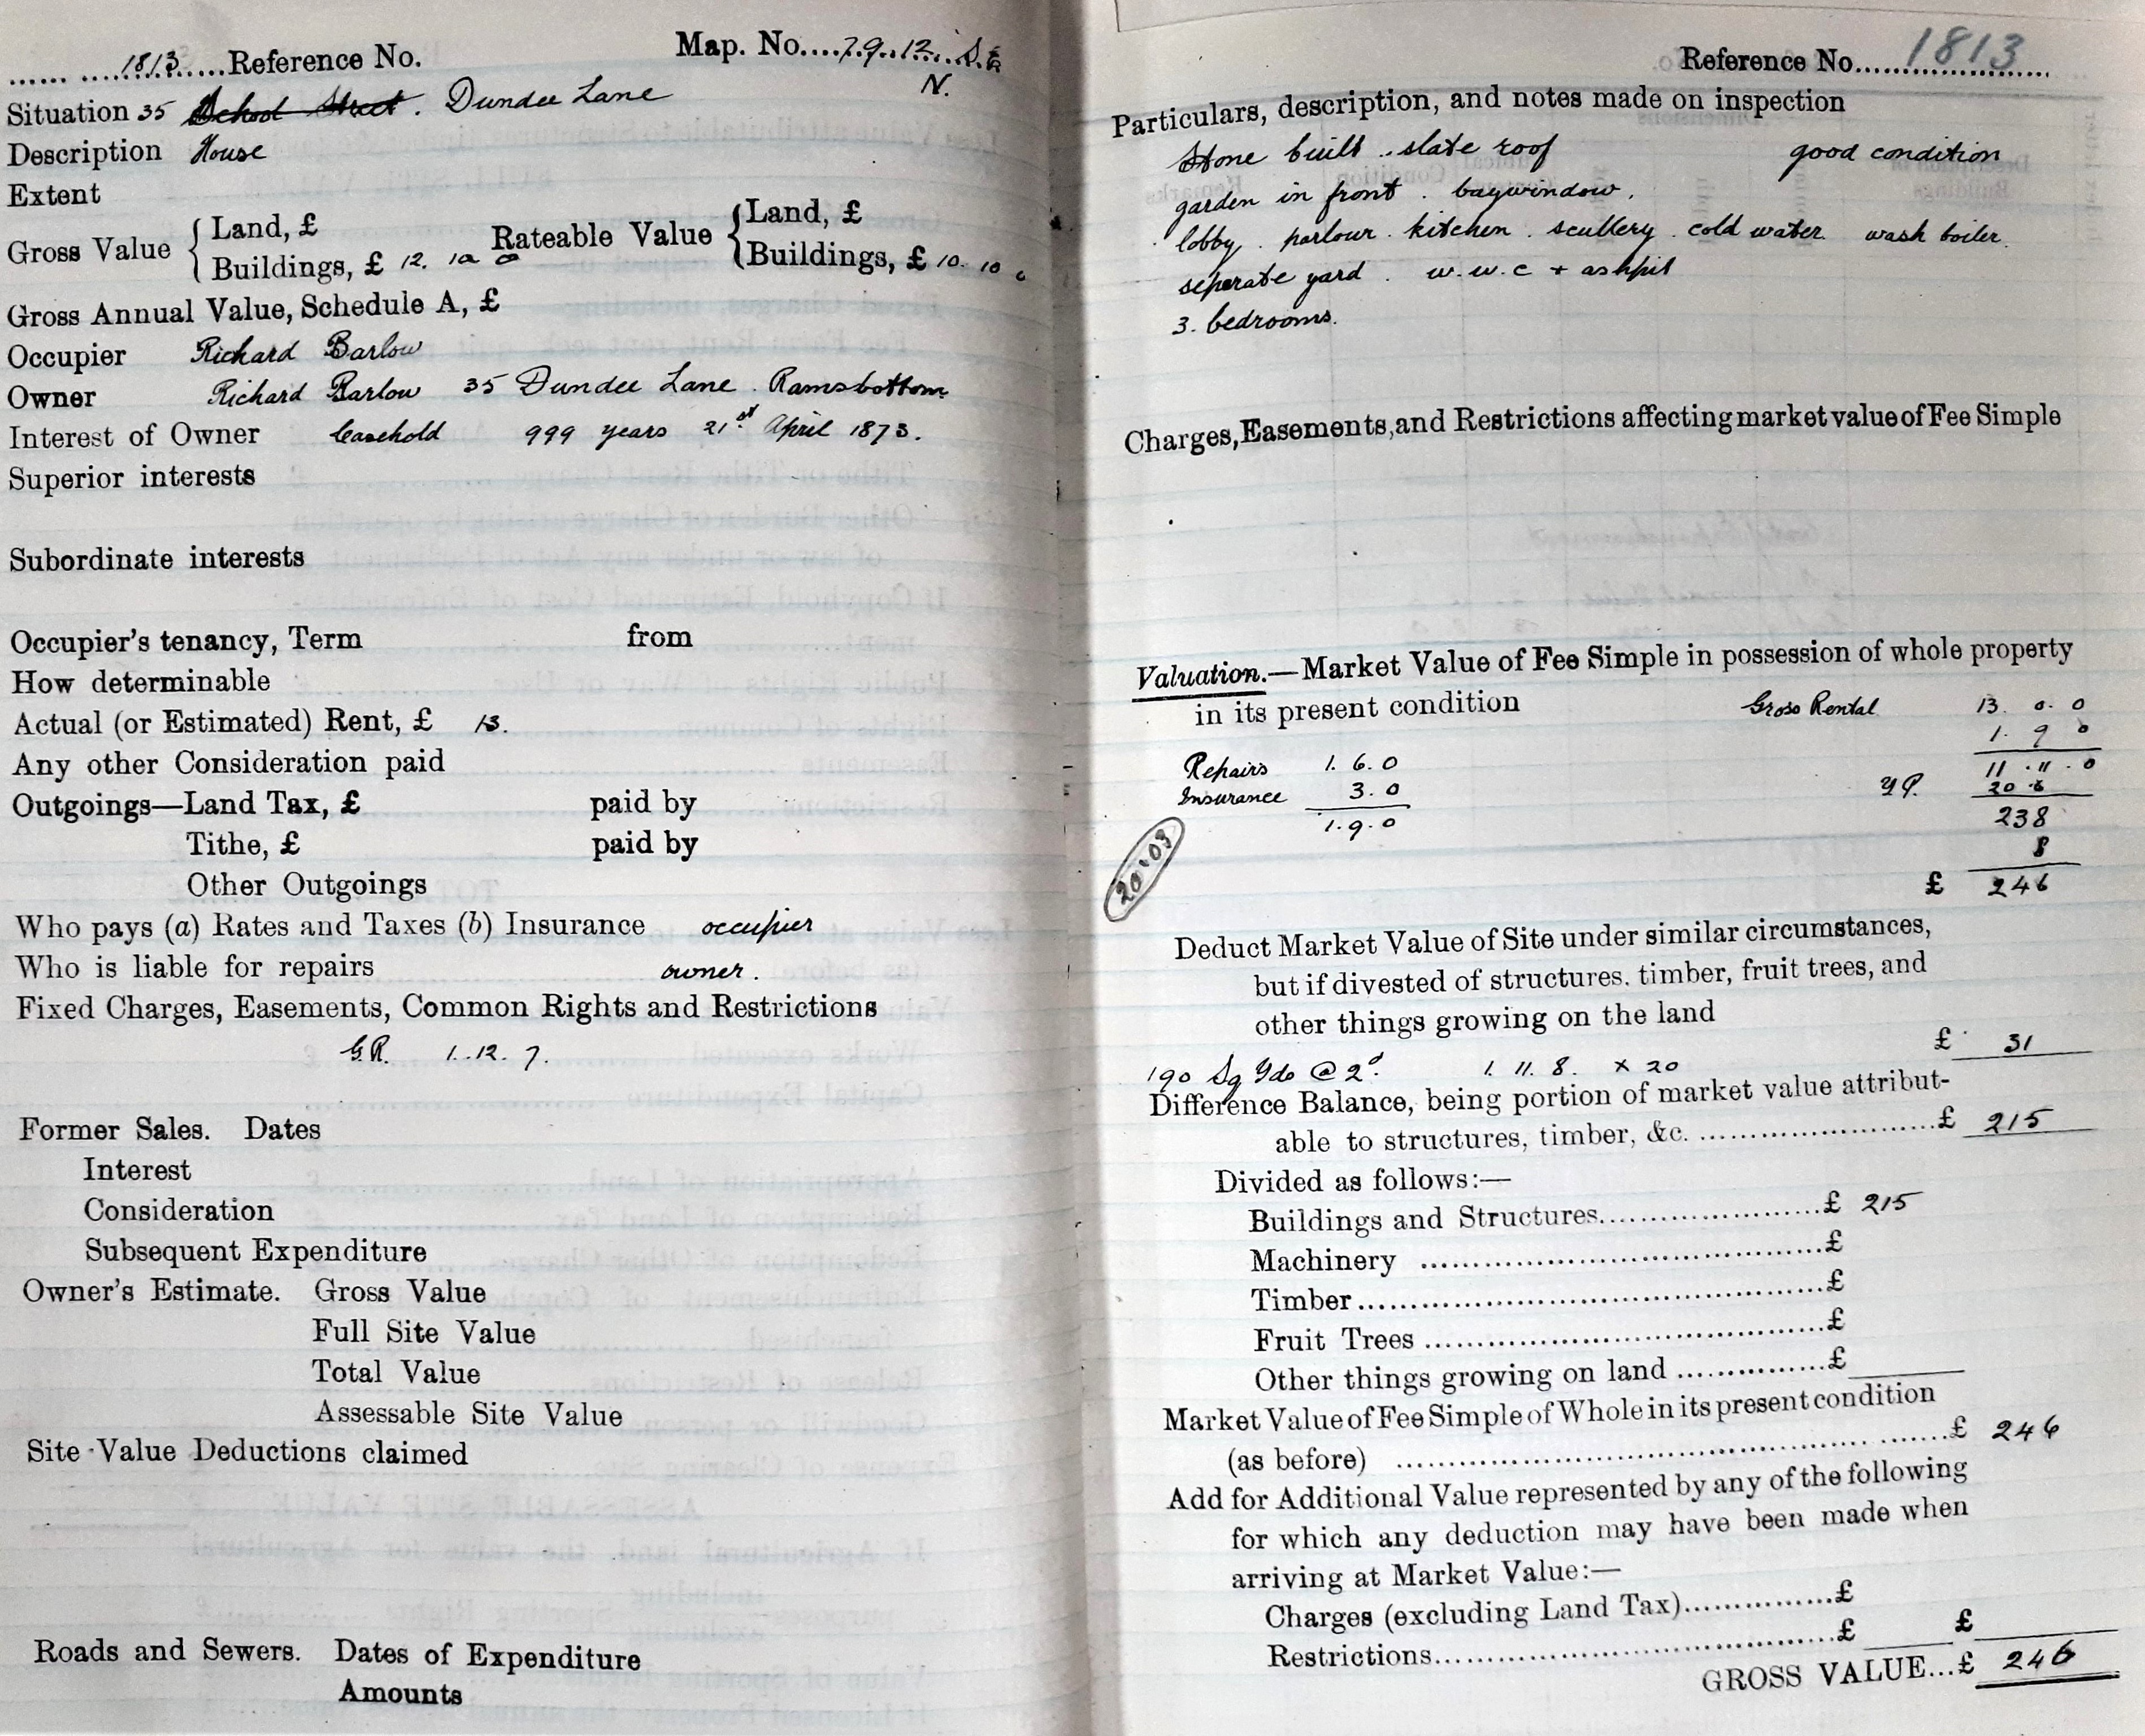 1813 Reference No. Map. No. 79.12. S.E
N.
Situation 35 School Street. Dundee Lane
Description House
Extent
Gross Value { Land, £ Rateable Value { Land, £
Buildings, £ 12. 10 0 Buildings, £ 10. 10 0
Gross Annual Value, Schedule A, £
Occupier Richard Barlow
Owner Richard Barlow 35 Dundee Lane. Ramsbottom
Interest of Owner leasehold 999 years 21st April 1873.
Superior interests
Subordinate interests
Occupier's tenancy, Term from
How determinable
Actual (or Estimated) Rent, £ 13.
Any other Consideration paid
Outgoings—Land Tax, £ paid by
Tithe, £ paid by
Other Outgoings
Who pays (a) Rates and Taxes (b) Insurance occupier
Who is liable for repairs owner.
Fixed Charges, Easements, Common Rights and Restrictions
G.R. 1.12.7.
Former Sales. Dates
Interest
Consideration
Subsequent Expenditure
Owner's Estimate. Gross Value
Full Site Value
Total Value
Assessable Site Value
Site Value Deductions claimed
Roads and Sewers. Dates of Expenditure
Amounts
Reference No. 1813
Particulars, description, and notes made on inspection
Stone built. slate roof good condition
garden in front. baywindow.
lobby. parlour. kitchen. scullery. cold water. wash boiler.
seperate yard. w.w.c + ashpit
3. bedrooms.
Charges, Easements, and Restrictions affecting market value of Fee Simple
Valuation.—Market Value of Fee Simple in possession of whole property
in its present condition Gross Rental 13. 0. 0
1. 9 0
Repairs 1. 6. 0 11. 11. 0
Insurance 3. 0 Y.P. 20.6
1. 9. 0 238
20.03 8
£ 246
Deduct Market Value of Site under similar circumstances,
but if divested of structures. timber, fruit trees, and
other things growing on the land £ 31
190 Sq Yds @ 2d. 1. 11. 8. x 20
Difference Balance, being portion of market value attribut-
able to structures, timber, &c. £ 215
Divided as follows:—
Buildings and Structures £ 215
Machinery £
Timber £
Fruit Trees £
Other things growing on land £
Market Value of Fee Simple of Whole in its present condition
(as before) £ 246
Add for Additional Value represented by any of the following
for which any deduction may have been made when
arriving at Market Value:—
Charges (excluding Land Tax) £
Restrictions £ £
GROSS VALUE...£ 246